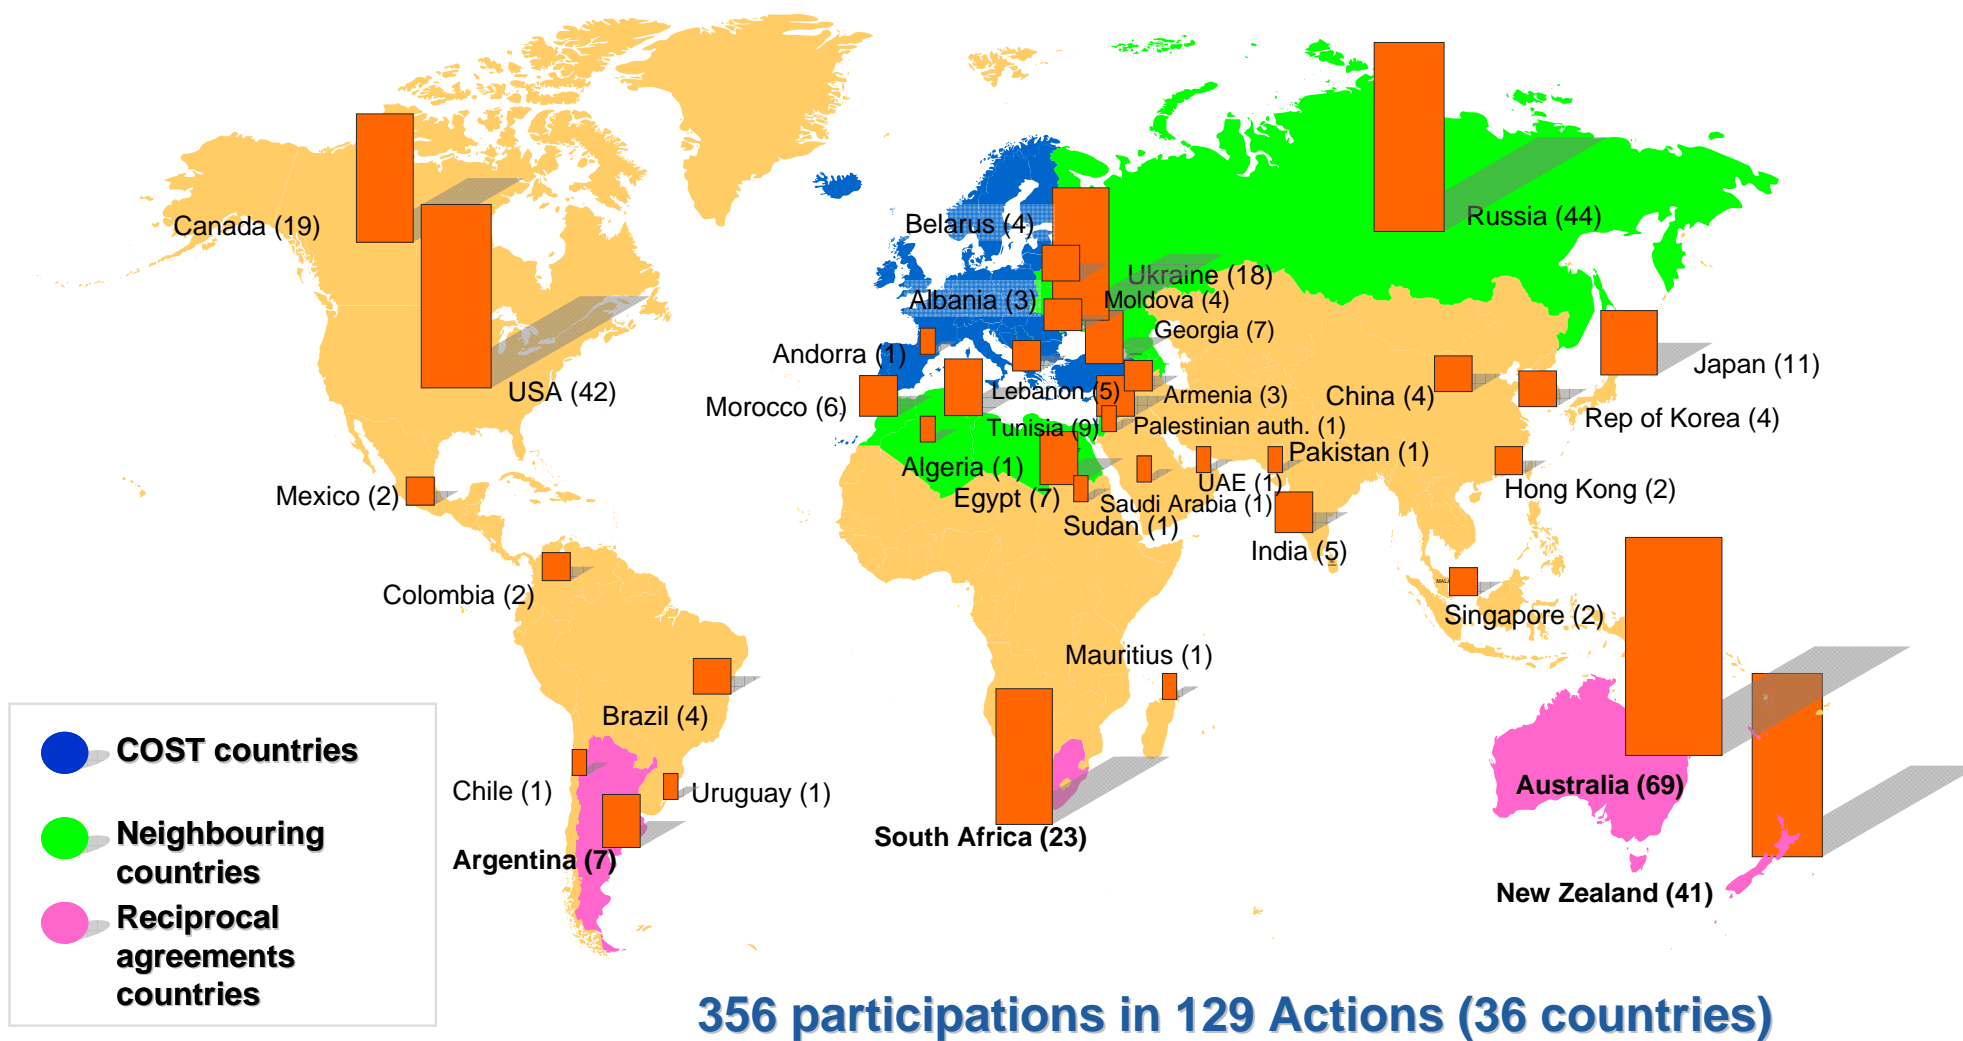 Canada (19)
Russia (44)
Belarus (4)
Ukraine (18)
Albania (3)
Moldova (4)
Georgia (7)
Andorra (1)
Japan (11)
USA (42)
Lebanon (5)
Armenia (3)
China (4)
Morocco (6)
Rep of Korea (4)
Tunisia (9)
Palestinian auth. (1)
Pakistan (1)
Algeria (1)
UAE (1)
Mexico (2)
Egypt (7)
Saudi Arabia (1)
Hong Kong (2)
Sudan (1)
India (5)
Colombia (2)
Singapore (2)
Mauritius (1)
Brazil (4)
COST countries
Chile (1)
Uruguay (1)
Australia (69)
Neighbouring
countries
South Africa (23)
Argentina (7)
New Zealand (41)
Reciprocal
agreements
countries
356 participations in 129 Actions (36 countries)